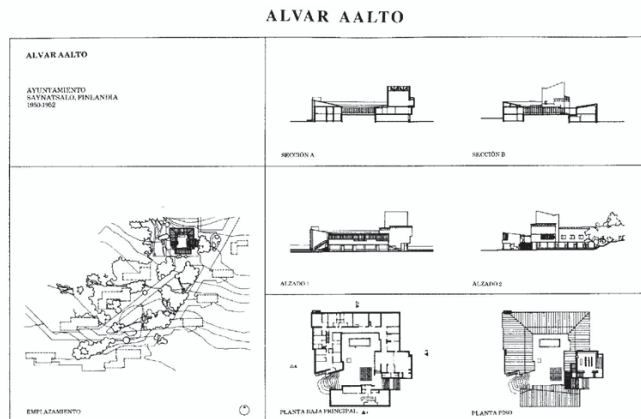 ALVAR AALTO
ALVAR AALTO
AYUNTAMIENTO
SAYNATSALO, FINLANDIA
1950-1952
SECCIÓN A
SECCIÓN B
ALZADO 1
ALZADO 2
EMPLAZAMIENTO
PLANTA BAJA PRINCIPAL
PLANTA PISO